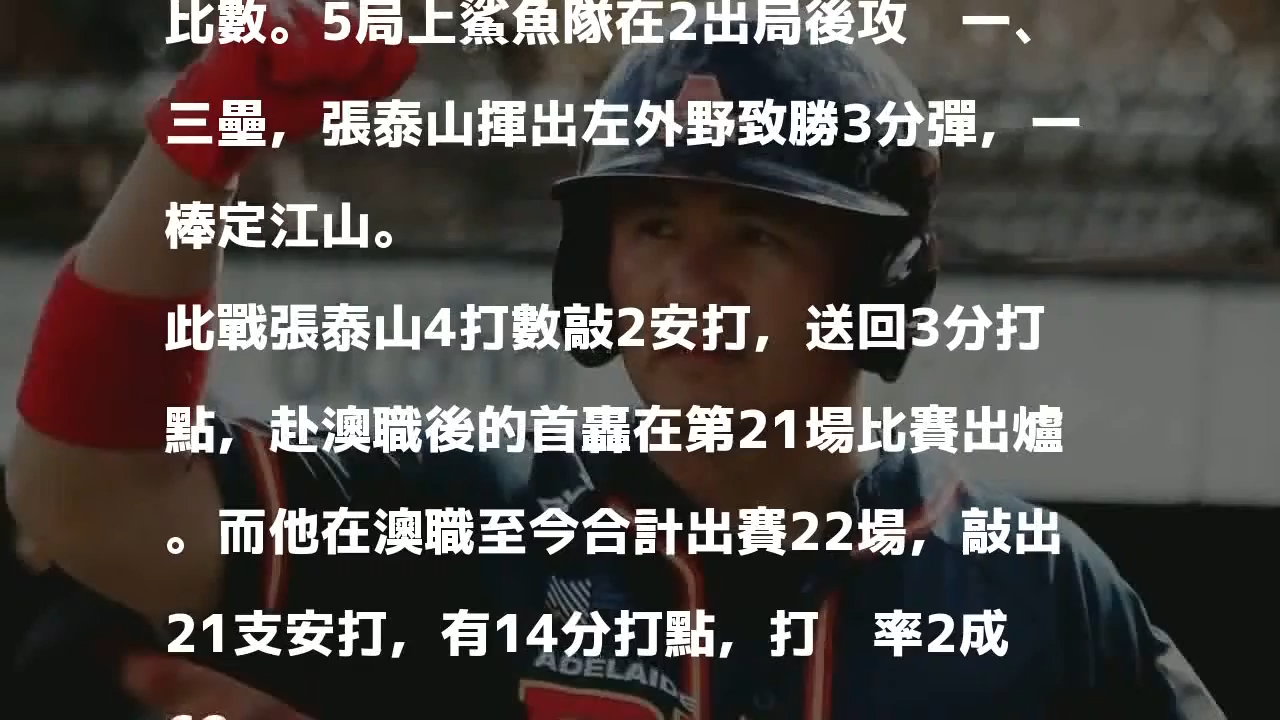 比數。5局上鯊魚隊在2出局後攻　一、
三壘，張泰山揮出左外野致勝3分彈，一
棒定江山。
此戰張泰山4打數敲2安打，送回3分打
點，赴澳職後的首轟在第21場比賽出爐
。而他在澳職至今合計出賽22場，敲出
21支安打，有14分打點，打　率2成
ADELAIDE